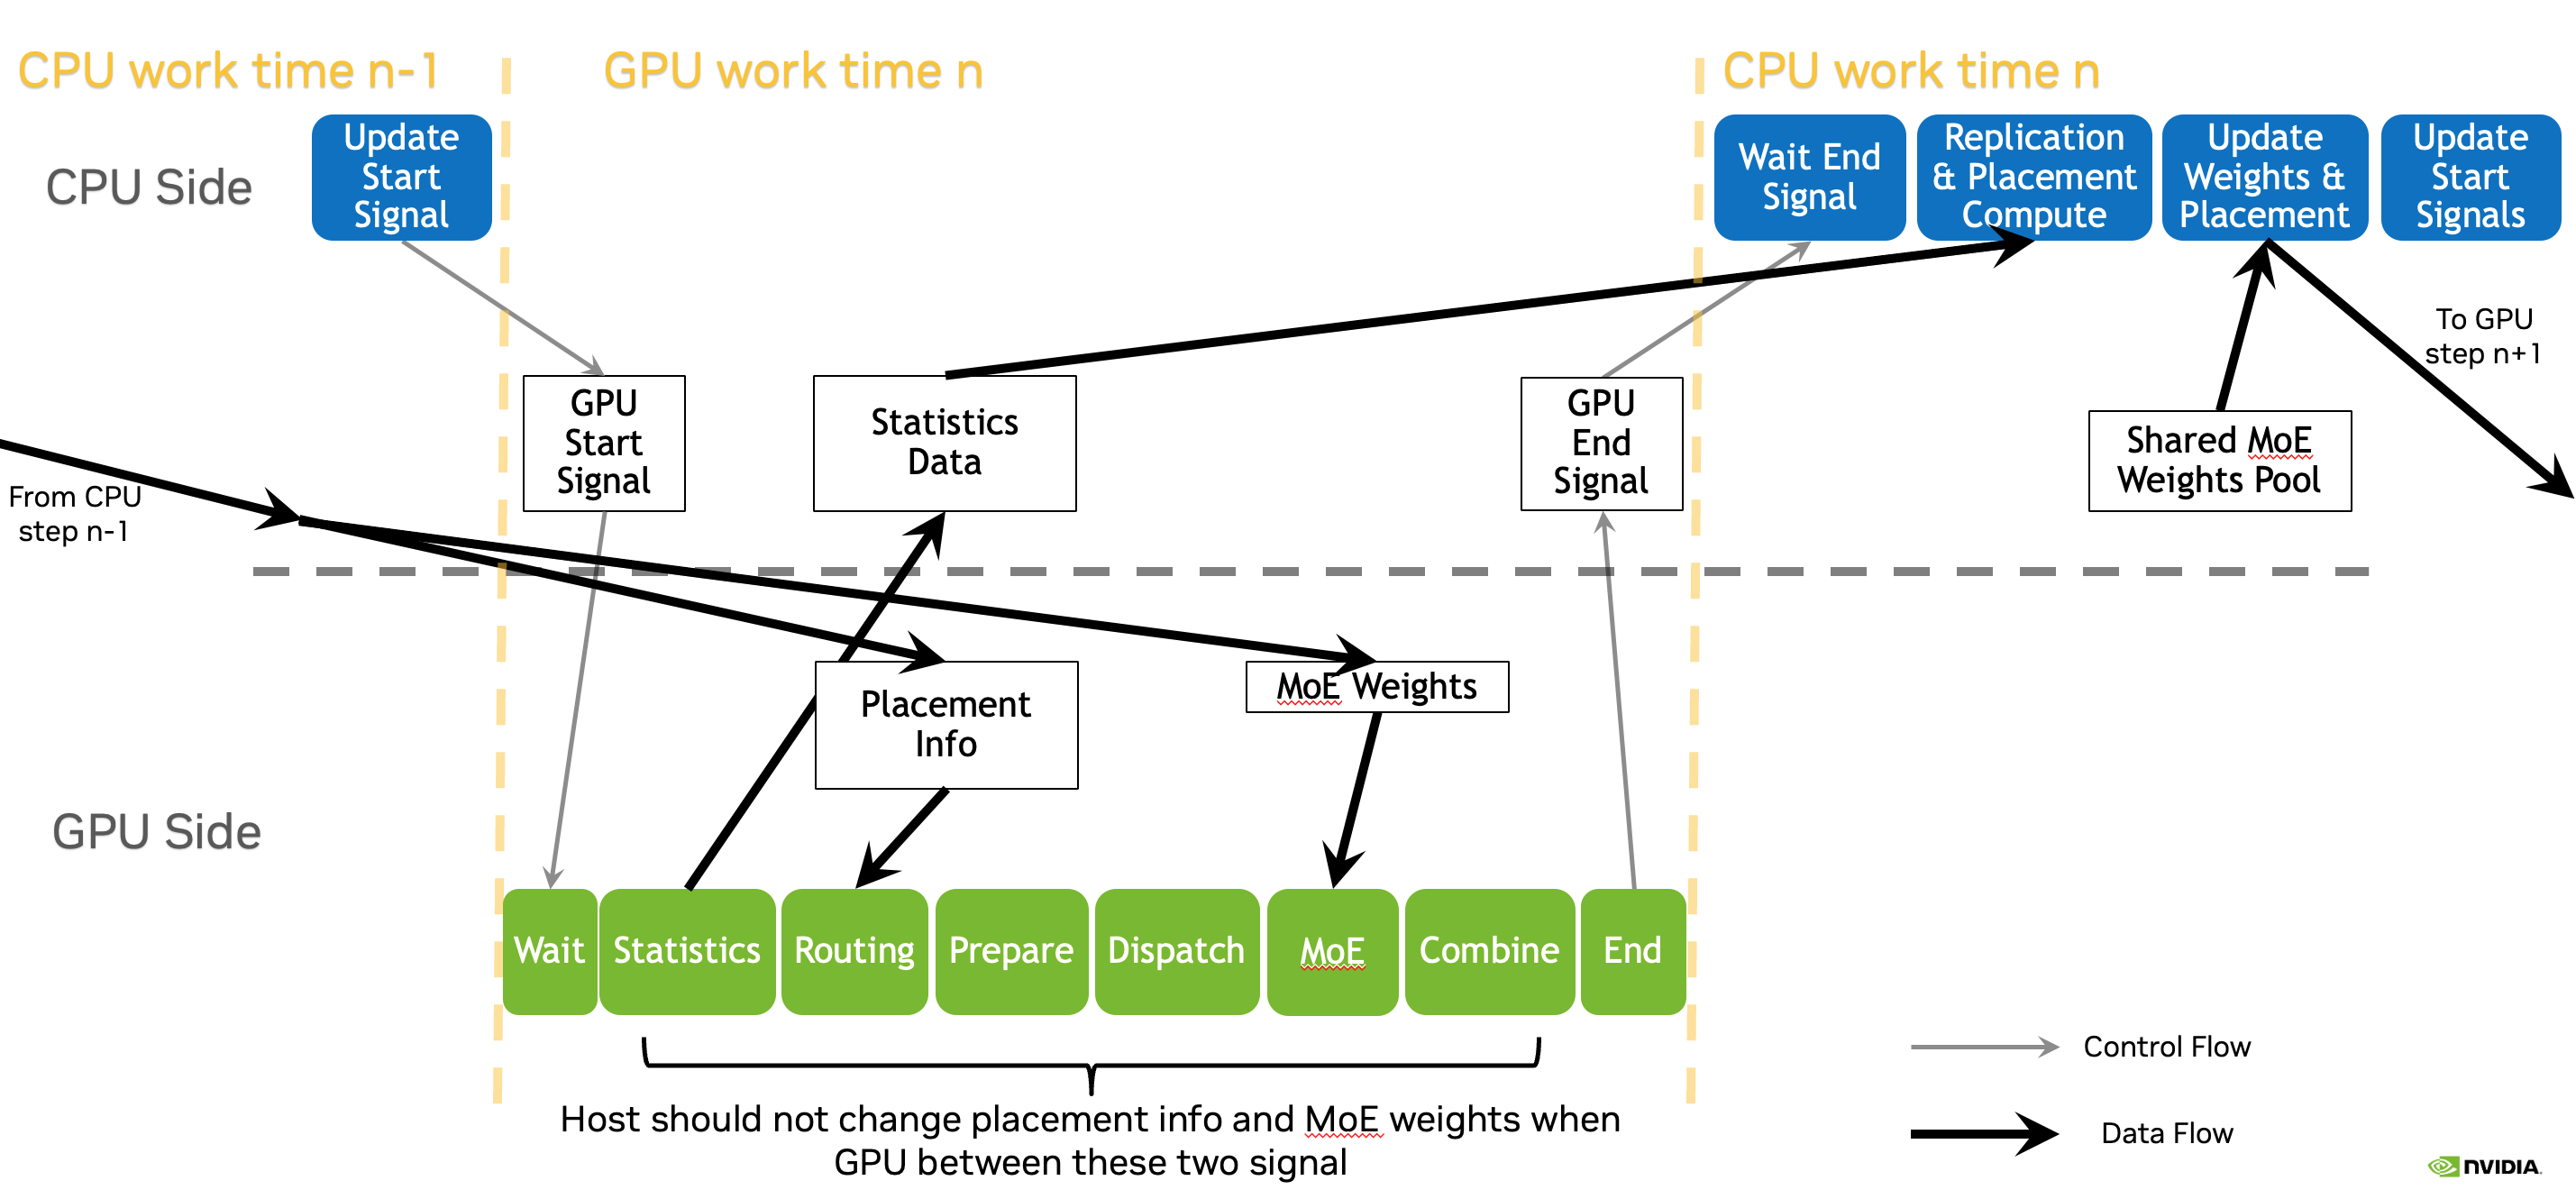 CPU work time n-1
GPU work time n
CPU work time n
CPU Side
Update
Start
Signal
Wait End
Signal
Replication
& Placement
Compute
Update
Weights &
Placement
Update
Start
Signals
To GPU
step n+1
GPU
Start
Signal
Statistics
Data
GPU
End
Signal
Shared MoE
Weights Pool
From CPU
step n-1
Placement
Info
MoE Weights
GPU Side
Wait
Statistics
Routing
Prepare
Dispatch
MoE
Combine
End
Host should not change placement info and MoE weights when
GPU between these two signal
Control Flow
Data Flow
NVIDIA.